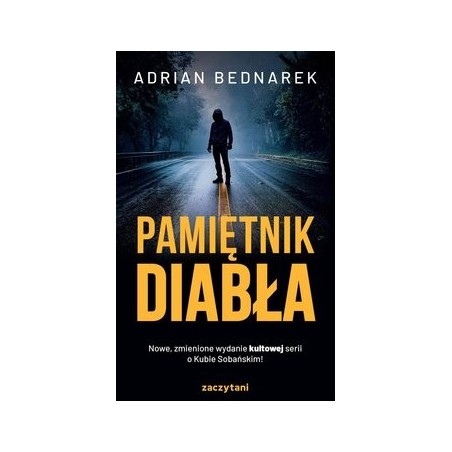 ADRIAN BEDNAREK
PAMIĘTNIK
DIABŁA
Nowe, zmienione wydanie kultowej serii
o Kubie Sobańskim!
zaczytani